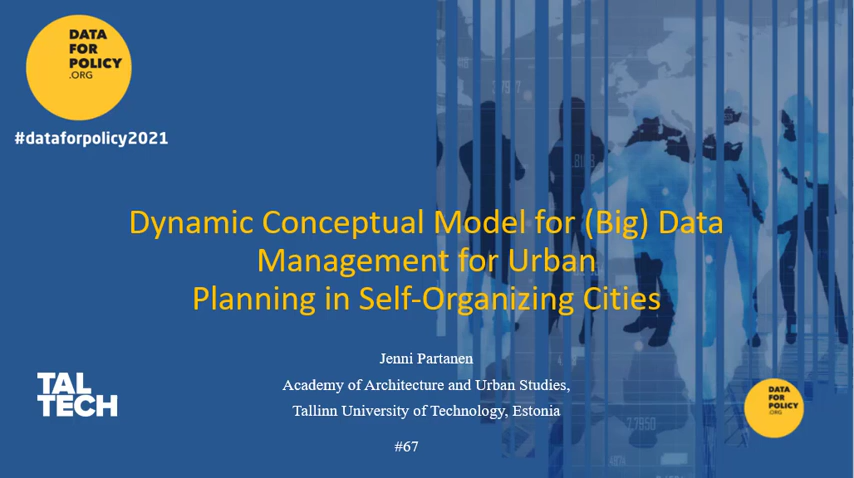 DATA
FOR
POLICY
.ORG
#dataforpolicy2021
Dynamic Conceptual Model for (Big) Data
Management for Urban
Planning in Self-Organizing Cities
Jenni Partanen
Academy of Architecture and Urban Studies,
Tallinn University of Technology, Estonia
#67
TAL
TECH
DATA
FOR
POLICY
.ORG